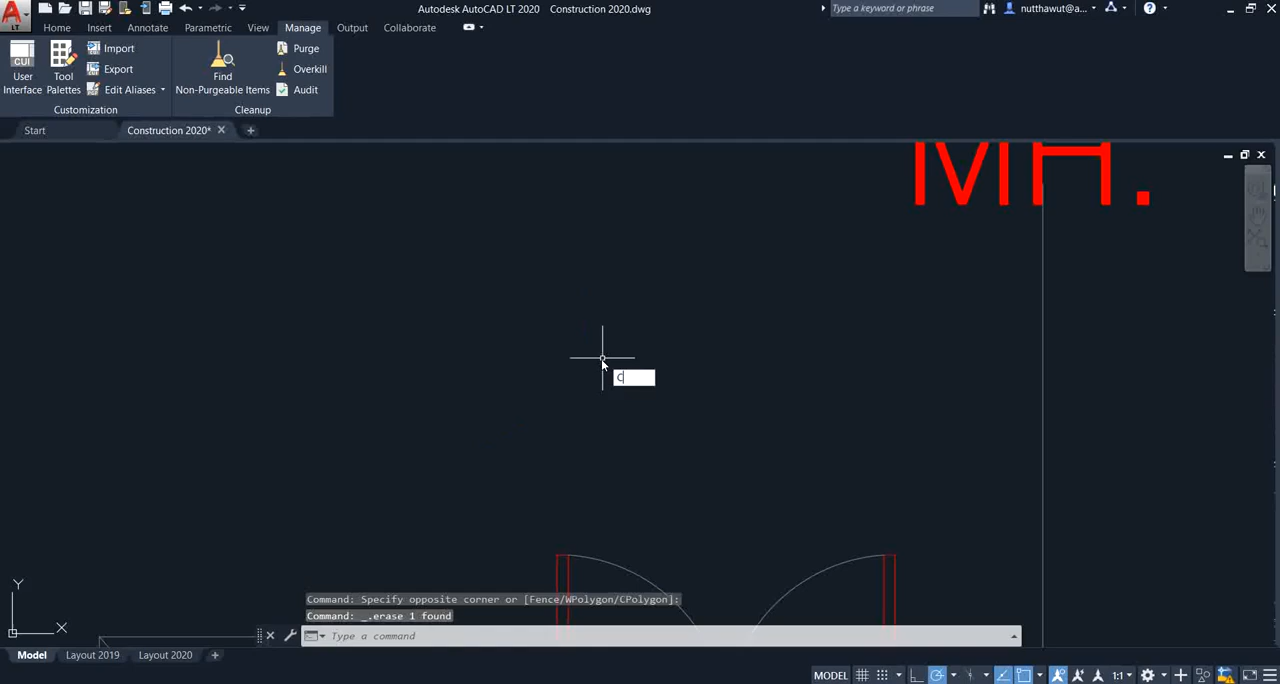 Autodesk AutoCAD LT 2020 Construction 2020.dwg
Type a keyword or phrase
nutthawut@a...
LT
Home Insert Annotate Parametric View Manage Output Collaborate
CUI
User Interface
Tool Palettes
Import
Export
Edit Aliases
Customization
Find Non-Purgeable Items
Purge
Overkill
Audit
Cleanup
Start
Construction 2020*
MH.
C
Command: Specify opposite corner or [Fence/WPolygon/CPolygon]:
Command: _.erase 1 found
Type a command
Y
X
Model Layout 2019 Layout 2020
MODEL
1:1